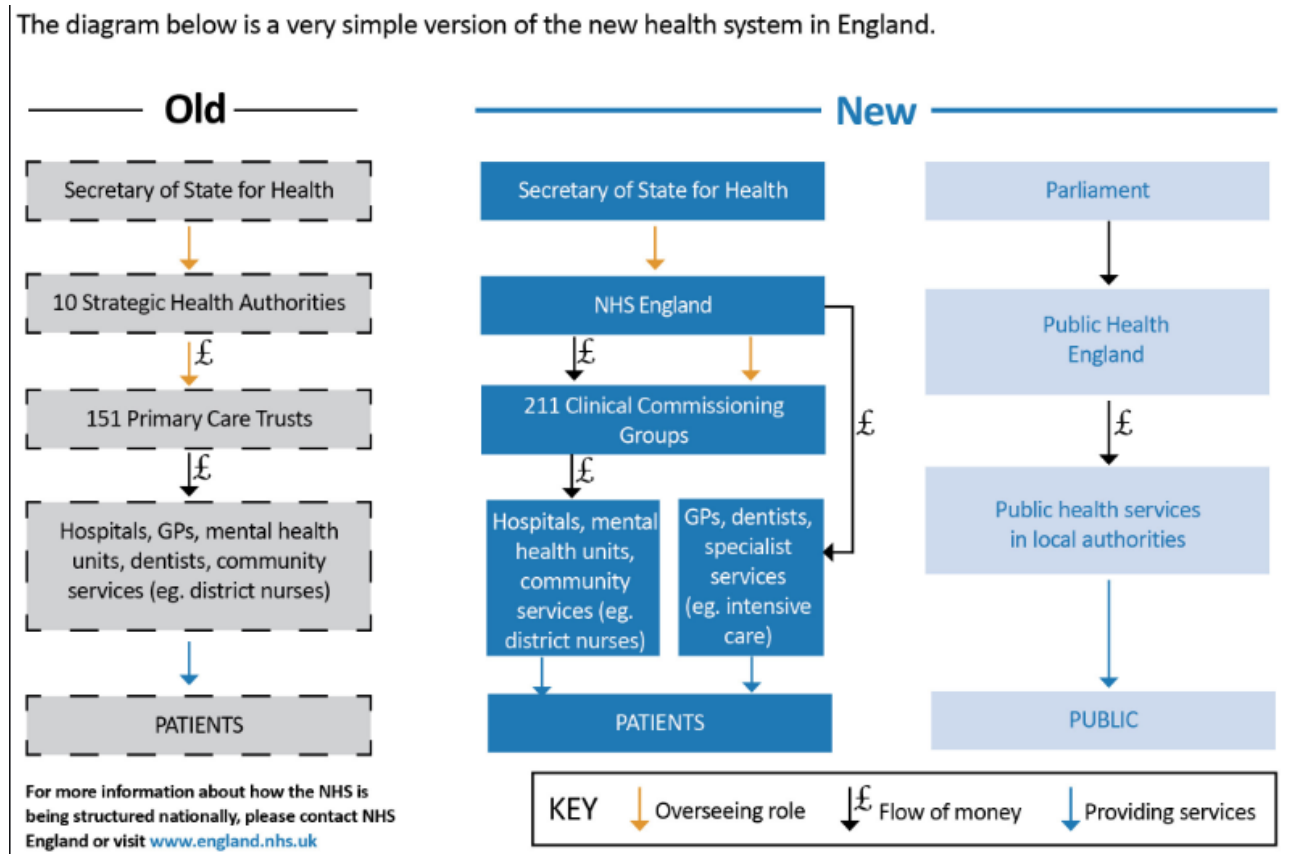 The diagram below is a very simple version of the new health system in England.
Old
Secretary of State for Health
10 Strategic Health Authorities
£
151 Primary Care Trusts
£
Hospitals, GPs, mental health
units, dentists, community
services (eg. district nurses)
PATIENTS
For more information about how the NHS is
being structured nationally, please contact NHS
England or visit www.england.nhs.uk
New
Secretary of State for Health
NHS England
£
£
211 Clinical Commissioning
Groups
£
Hospitals, mental
health units,
community
services (eg.
district nurses)
GPs, dentists,
specialist
services
(eg. intensive
care)
PATIENTS
Parliament
Public Health
England
£
Public health services
in local authorities
PUBLIC
KEY
Overseeing role
£ Flow of money
Providing services